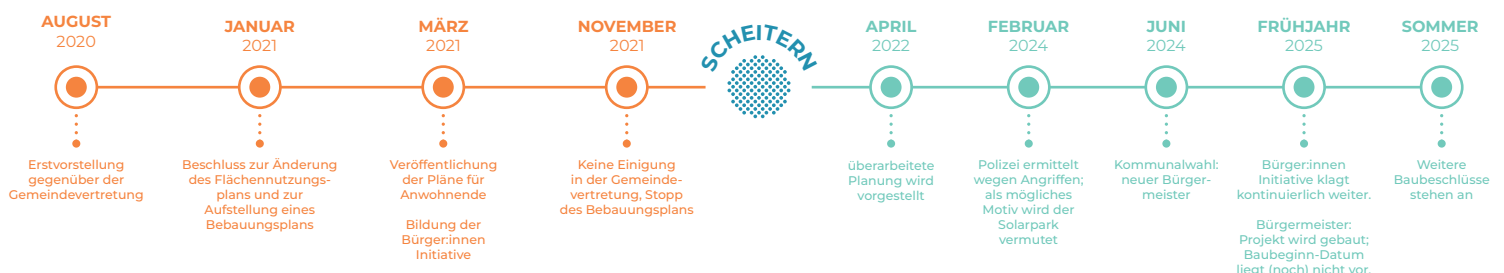 AUGUST
2020
Erstvorstellung
gegenüber der
Gemeindevertretung
JANUAR
2021
Beschluss zur Änderung
des Flächennutzungs-
plans und zur
Aufstellung eines
Bebauungsplans
MÄRZ
2021
Veröffentlichung
der Pläne für
Anwohnende
Bildung der
Bürger:innen
Initiative
NOVEMBER
2021
Keine Einigung
in der Gemeinde-
vertretung, Stopp
des Bebauungsplans
SCHEITERN
APRIL
2022
überarbeitete
Planung wird
vorgestellt
FEBRUAR
2024
Polizei ermittelt
wegen Angriffen;
als mögliches
Motiv wird der
Solarpark
vermutet
JUNI
2024
Kommunalwahl:
neuer Bürger-
meister
FRÜHJAHR
2025
Bürger:innen
Initiative klagt
kontinuierlich weiter.
Bürgermeister:
Projekt wird gebaut;
Baubeginn-Datum
liegt (noch) nicht vor.
SOMMER
2025
Weitere
Baubeschlüsse
stehen an